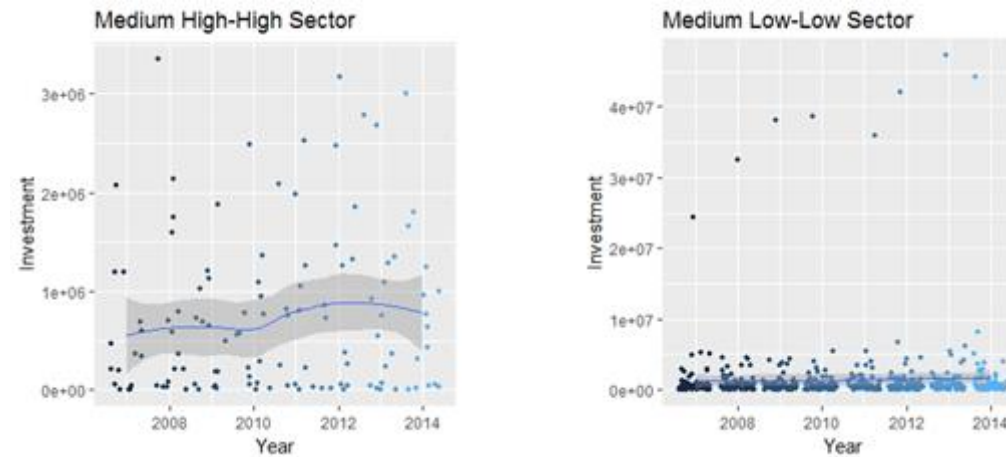 Medium High-High Sector
3e+06
2e+06
1e+06
0e+00
Investment
2008 2010 2012 2014
Year
Medium Low-Low Sector
4e+07
3e+07
2e+07
1e+07
0e+00
Investment
2008 2010 2012 2014
Year